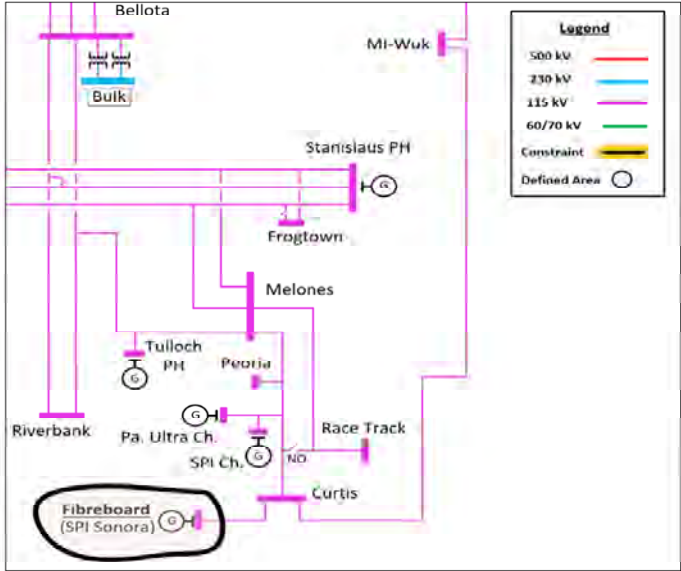 Bellota
Bulk
Mi-Wuk
Legend
500 kV
230 kV
115 kV
60/70 kV
Constraint
Defined Area
Stanislaus PH
G
Frogtown
Melones
Tulloch
PH
G
Peoria
G
Pa. Ultra Ch.
SPI Ch.
G
NO
Race Track
Riverbank
Curtis
Fibreboard
(SPI Sonora)
G